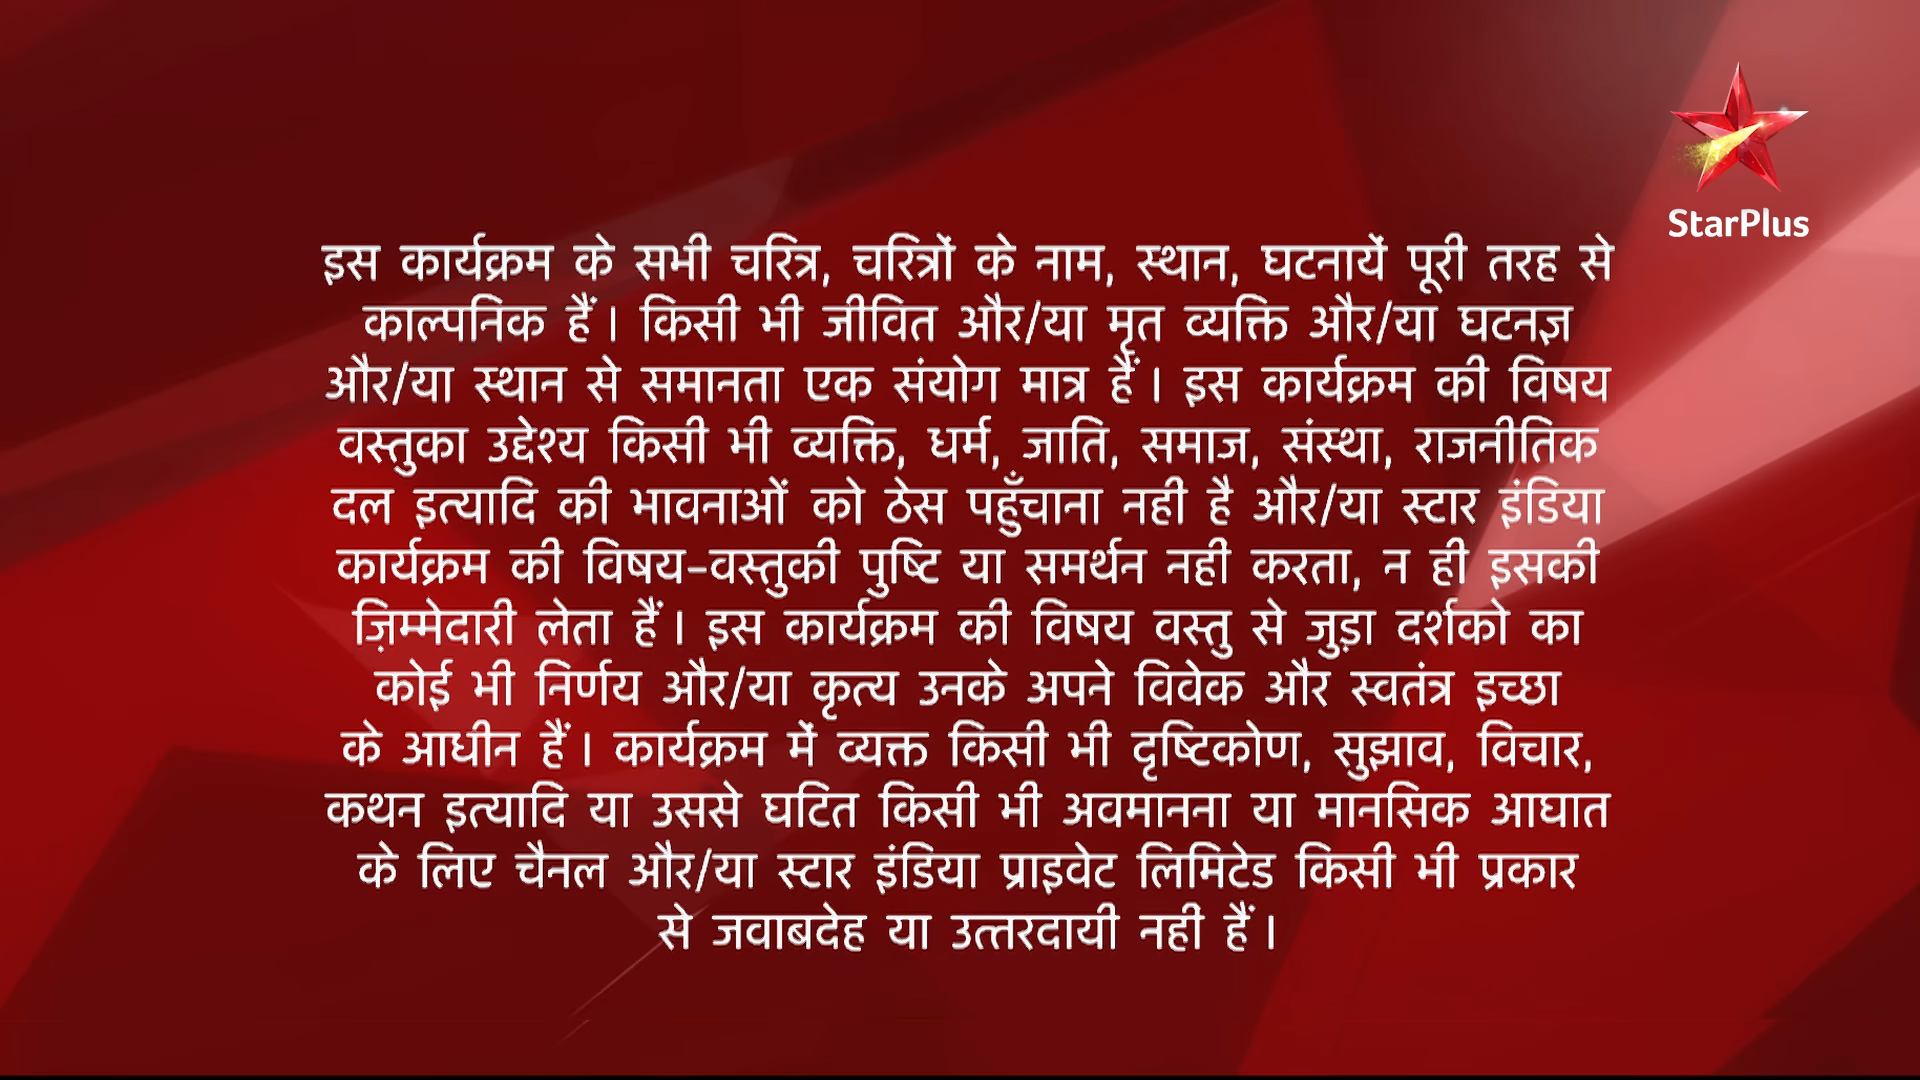 StarPlus
इस कार्यक्रम के सभी चरित्र, चरित्रों के नाम, स्थान, घटनायें पूरी तरह से
काल्पनिक हैं। किसी भी जीवित और/या मृत व्यक्ति और/या घटनज्ञ
और/या स्थान से समानता एक संयोग मात्र हैं। इस कार्यक्रम की विषय
वस्तुका उद्देश्य किसी भी व्यक्ति, धर्म, जाति, समाज, संस्था, राजनीतिक
दल इत्यादि की भावनाओं को ठेस पहुँचाना नही है और/या स्टार इंडिया
कार्यक्रम की विषय-वस्तुकी पुष्टि या समर्थन नही करता, न ही इसकी
ज़िम्मेदारी लेता हैं। इस कार्यक्रम की विषय वस्तु से जुड़ा दर्शको का
कोई भी निर्णय और/या कृत्य उनके अपने विवेक और स्वतंत्र इच्छा
के आधीन हैं। कार्यक्रम में व्यक्त किसी भी दृष्टिकोण, सुझाव, विचार,
कथन इत्यादि या उससे घटित किसी भी अवमानना या मानसिक आघात
के लिए चैनल और/या स्टार इंडिया प्राइवेट लिमिटेड किसी भी प्रकार
से जवाबदेह या उत्तरदायी नही हैं।